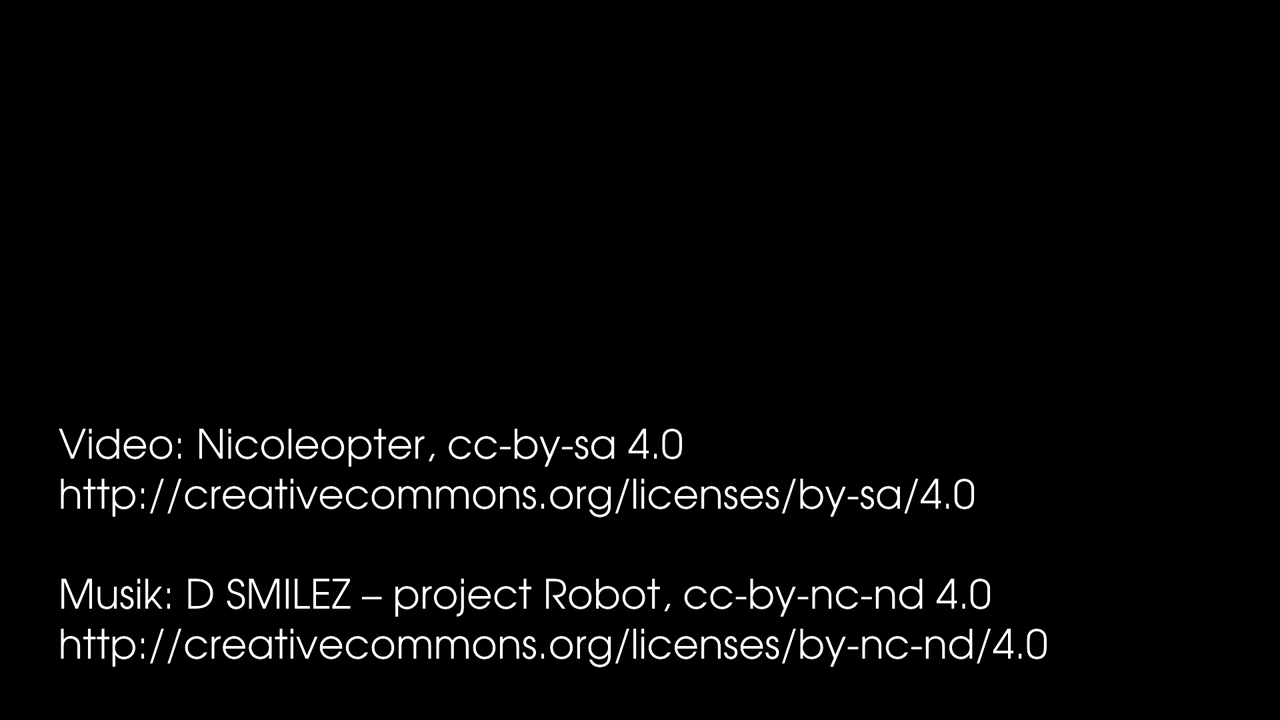 Video: Nicoleopter, cc-by-sa 4.0
http://creativecommons.org/licenses/by-sa/4.0
Musik: D SMILEZ – project Robot, cc-by-nc-nd 4.0
http://creativecommons.org/licenses/by-nc-nd/4.0